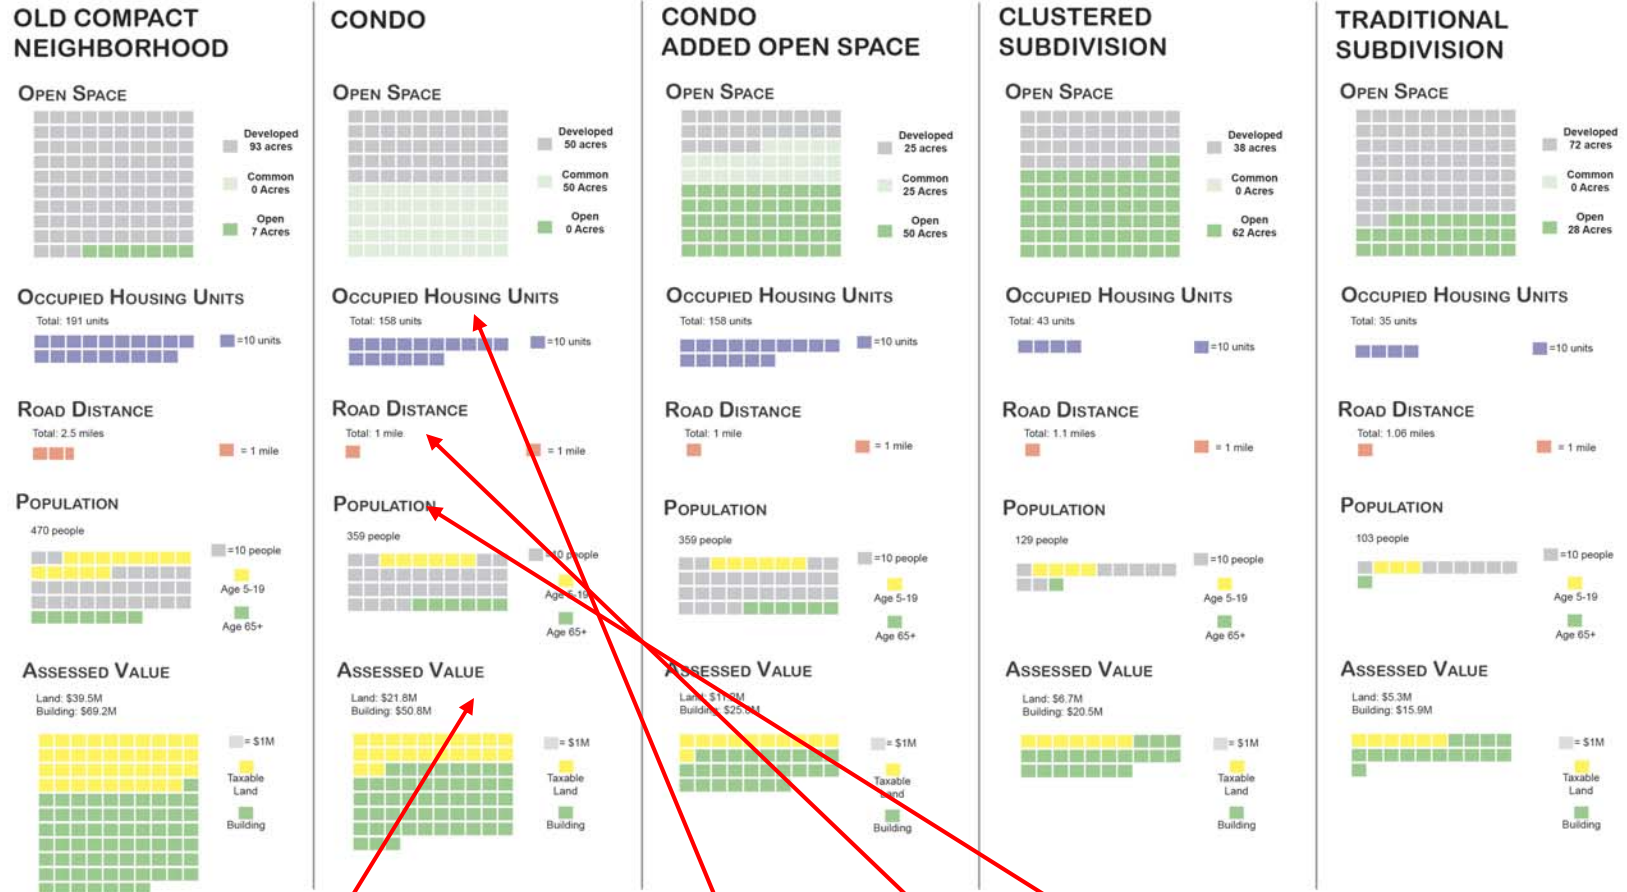 OLD COMPACT
NEIGHBORHOOD
OPEN SPACE
Developed
93 acres
Common
0 Acres
Open
7 Acres
OCCUPIED HOUSING UNITS
Total: 191 units
=10 units
ROAD DISTANCE
Total: 2.5 miles
= 1 mile
POPULATION
470 people
=10 people
Age 5-19
Age 65+
ASSESSED VALUE
Land: $39.5M
Building: $69.2M
= $1M
Taxable
Land
Building
CONDO
OPEN SPACE
Developed
50 acres
Common
50 Acres
Open
0 Acres
OCCUPIED HOUSING UNITS
Total: 158 units
=10 units
ROAD DISTANCE
Total: 1 mile
= 1 mile
POPULATION
359 people
=10 people
Age 5-19
Age 65+
ASSESSED VALUE
Land: $21.8M
Building: $50.8M
= $1M
Taxable
Land
Building
CONDO
ADDED OPEN SPACE
OPEN SPACE
Developed
25 acres
Common
25 Acres
Open
50 Acres
OCCUPIED HOUSING UNITS
Total: 158 units
=10 units
ROAD DISTANCE
Total: 1 mile
= 1 mile
POPULATION
359 people
=10 people
Age 5-19
Age 65+
ASSESSED VALUE
Land:
Building:
= $1M
Taxable
Land
Building
CLUSTERED
SUBDIVISION
OPEN SPACE
Developed
38 acres
Common
0 Acres
Open
62 Acres
OCCUPIED HOUSING UNITS
Total: 43 units
=10 units
ROAD DISTANCE
Total: 1.1 miles
= 1 mile
POPULATION
129 people
=10 people
Age 5-19
Age 65+
ASSESSED VALUE
Land: $6.7M
Building: $20.5M
= $1M
Taxable
Land
Building
TRADITIONAL
SUBDIVISION
OPEN SPACE
Developed
72 acres
Common
0 Acres
Open
28 Acres
OCCUPIED HOUSING UNITS
Total: 35 units
=10 units
ROAD DISTANCE
Total: 1.06 miles
= 1 mile
POPULATION
103 people
=10 people
Age 5-19
Age 65+
ASSESSED VALUE
Land: $5.3M
Building: $15.9M
= $1M
Taxable
Land
Building